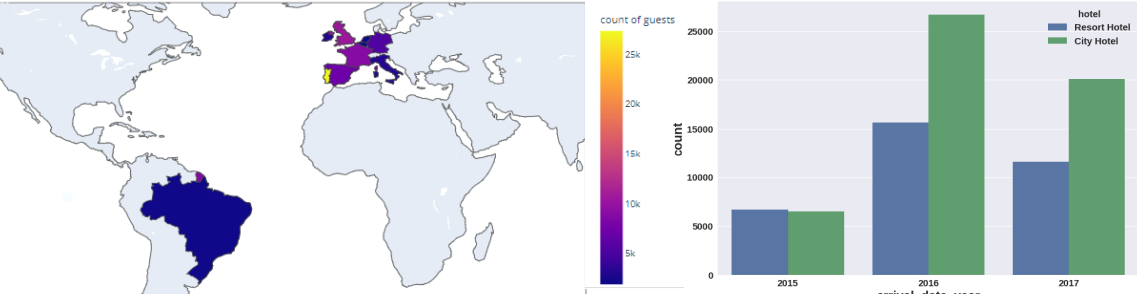 count of guests
25k
20k
15k
10k
5k
hotel
Resort Hotel
City Hotel
count
25000
20000
15000
10000
5000
0
2015
2016
2017